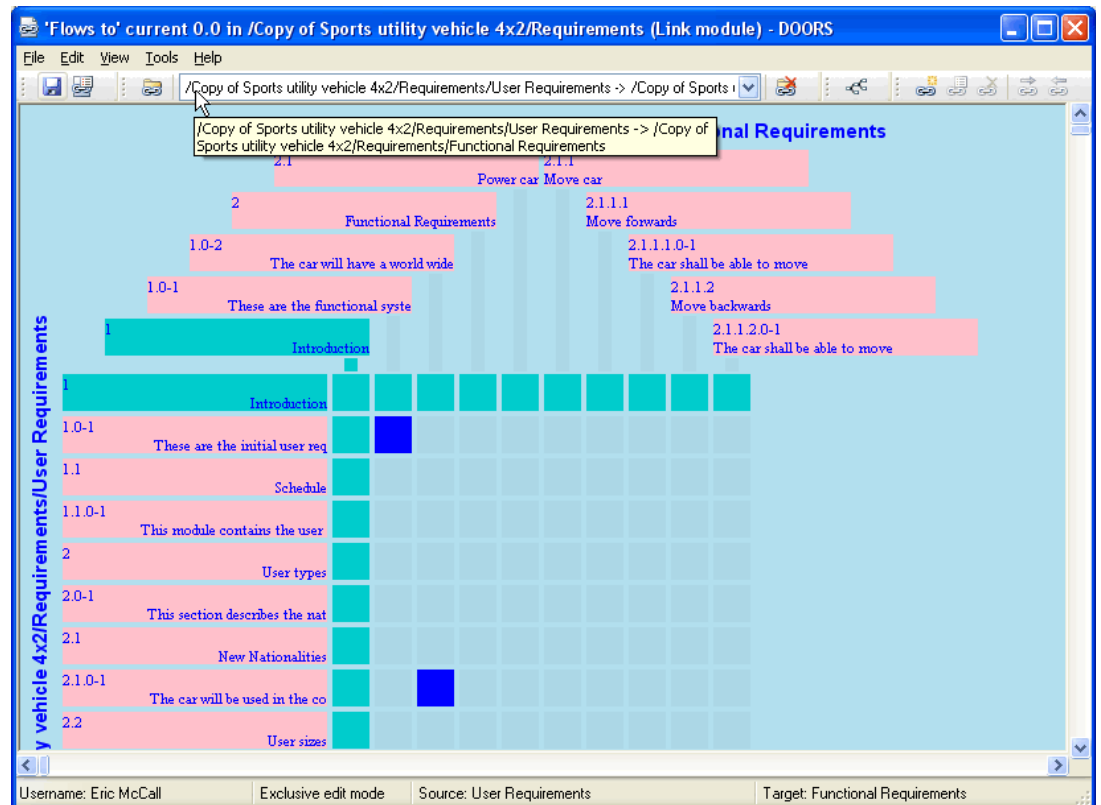 'Flows to' current 0.0 in /Copy of Sports utility vehicle 4x2/Requirements (Link module) - DOORS
File Edit View Tools Help
/Copy of Sports utility vehicle 4x2/Requirements/User Requirements -> /Copy of Sports
/Copy of Sports utility vehicle 4x2/Requirements/User Requirements -> /Copy of
Sports utility vehicle 4x2/Requirements/Functional Requirements
nal Requirements
2.1
Power car
2.1.1
Move car
2
Functional Requirements
2.1.1.1
Move forwards
1.0-2
The car will have a world wide
2.1.1.1.0-1
The car shall be able to move
1.0-1
These are the functional syste
2.1.1.2
Move backwards
1
Introduction
2.1.1.2.0-1
The car shall be able to move
y vehicle 4x2/Requirements/User Requirements
1
Introduction
1.0-1
These are the initial user req
1.1
Schedule
1.1.0-1
This module contains the user
2
User types
2.0-1
This section describes the nat
2.1
New Nationalities
2.1.0-1
The car will be used in the co
2.2
User sizes
Username: Eric McCall Exclusive edit mode Source: User Requirements Target: Functional Requirements